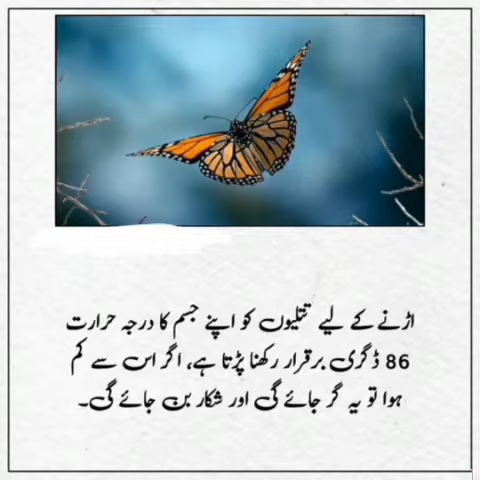 اڑنے کے لیے تتلیوں کو اپنے جسم کا درجہ حرارت
86 ڈگری برقرار رکھنا پڑتا ہے، اگر اس سے کم
ہوا تو یہ گر جائے گی اور شکار بن جائے گی۔